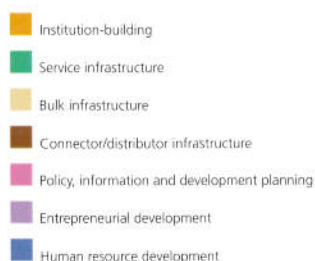 Institution-building
Service infrastructure
Bulk infrastructure
Connector/distributor infrastructure
Policy, information and development planning
Entrepreneurial development
Human resource development